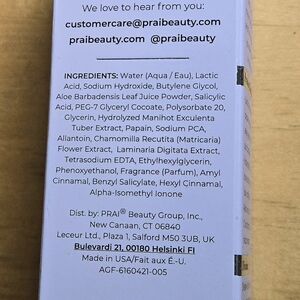 We love to hear from you:
customercare@praibeauty.com
praibeauty.com @praibeauty
INGREDIENTS: Water (Aqua / Eau), Lactic
Acid, Sodium Hydroxide, Butylene Glycol,
Aloe Barbadensis Leaf Juice Powder, Salicylic
Acid, PEG-7 Glyceryl Cocoate, Polysorbate 20,
Glycerin, Hydrolyzed Manihot Exculenta
Tuber Extract, Papain, Sodium PCA,
Allantoin, Chamomilla Recutita (Matricaria)
Flower Extract, Laminaria Digitata Extract,
Tetrasodium EDTA, Ethylhexylglycerin,
Phenoxyethanol, Fragrance (Parfum), Amyl
Cinnamal, Benzyl Salicylate, Hexyl Cinnamal,
Alpha-Isomethyl Ionone
Dist. by: PRAI® Beauty Group, Inc.,
New Canaan, CT 06840
Leceur Ltd., Plaza 1, Salford M50 3UB, UK
Bulevardi 21, 00180 Helsinki FI
Made in USA/Fait aux É.-U.
AGF-6160421-005